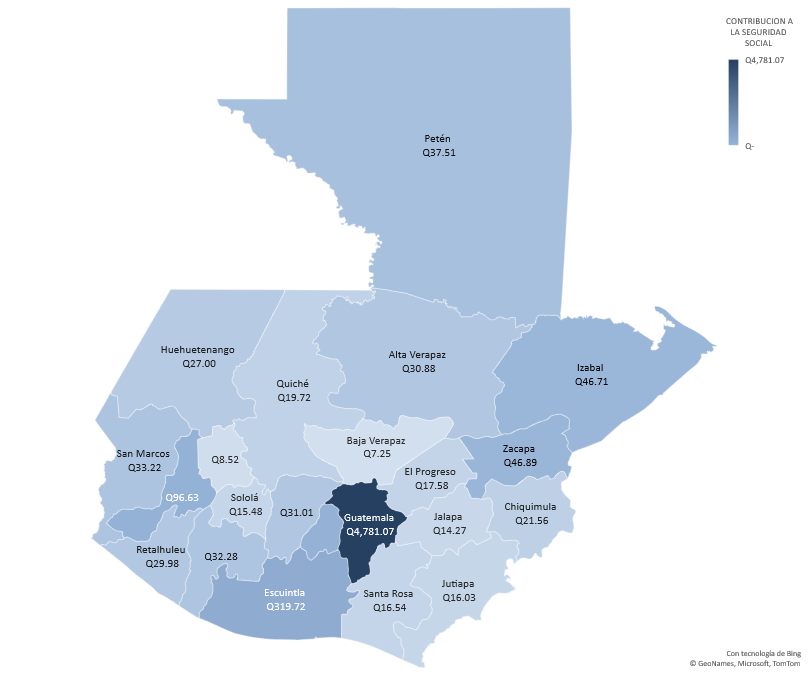 CONTRIBUCION A
LA SEGURIDAD
SOCIAL
Q4,781.07
Q-
Petén
Q37.51
Huehuetenango
Q27.00
Quiché
Q19.72
Alta Verapaz
Q30.88
Izabal
Q46.71
San Marcos
Q33.22
Q8.52
Baja Verapaz
Q7.25
Zacapa
Q46.89
El Progreso
Q17.58
Q96.63
Sololá
Q15.48
Q31.01
Guatemala
Q4,781.07
Jalapa
Q14.27
Chiquimula
Q21.56
Retalhuleu
Q29.98
Q32.28
Escuintla
Q319.72
Santa Rosa
Q16.54
Jutiapa
Q16.03
Con tecnología de Bing
© GeoNames, Microsoft, TomTom